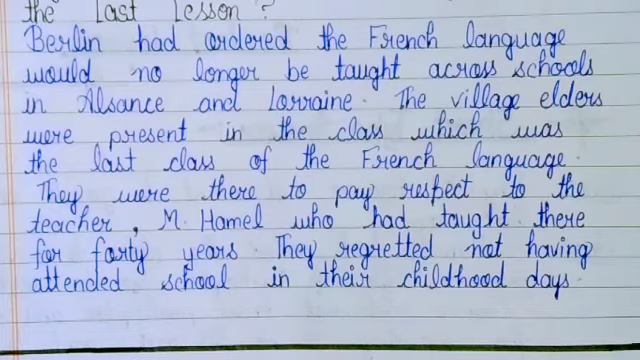 the Last Lesson ?
Berlin had ordered the French language
would no longer be taught across schools
in Alsance and Lorraine. The village elders
were present in the class which was
the last class of the French language.
They were there to pay respect to the
teacher, M. Hamel who had taught there
for forty years. They regretted not having
attended school in their childhood days.